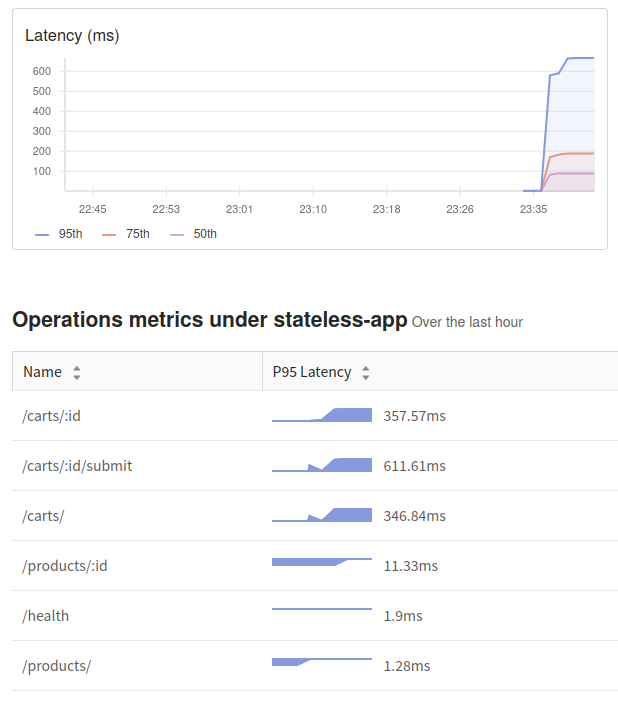 Latency (ms)
600
500
400
300
200
100
22:45 22:53 23:01 23:10 23:18 23:26 23:35
95th 75th 50th
Operations metrics under stateless-app Over the last hour
Name P95 Latency
/carts/:id 357.57ms
/carts/:id/submit 611.61ms
/carts/ 346.84ms
/products/:id 11.33ms
/health 1.9ms
/products/ 1.28ms